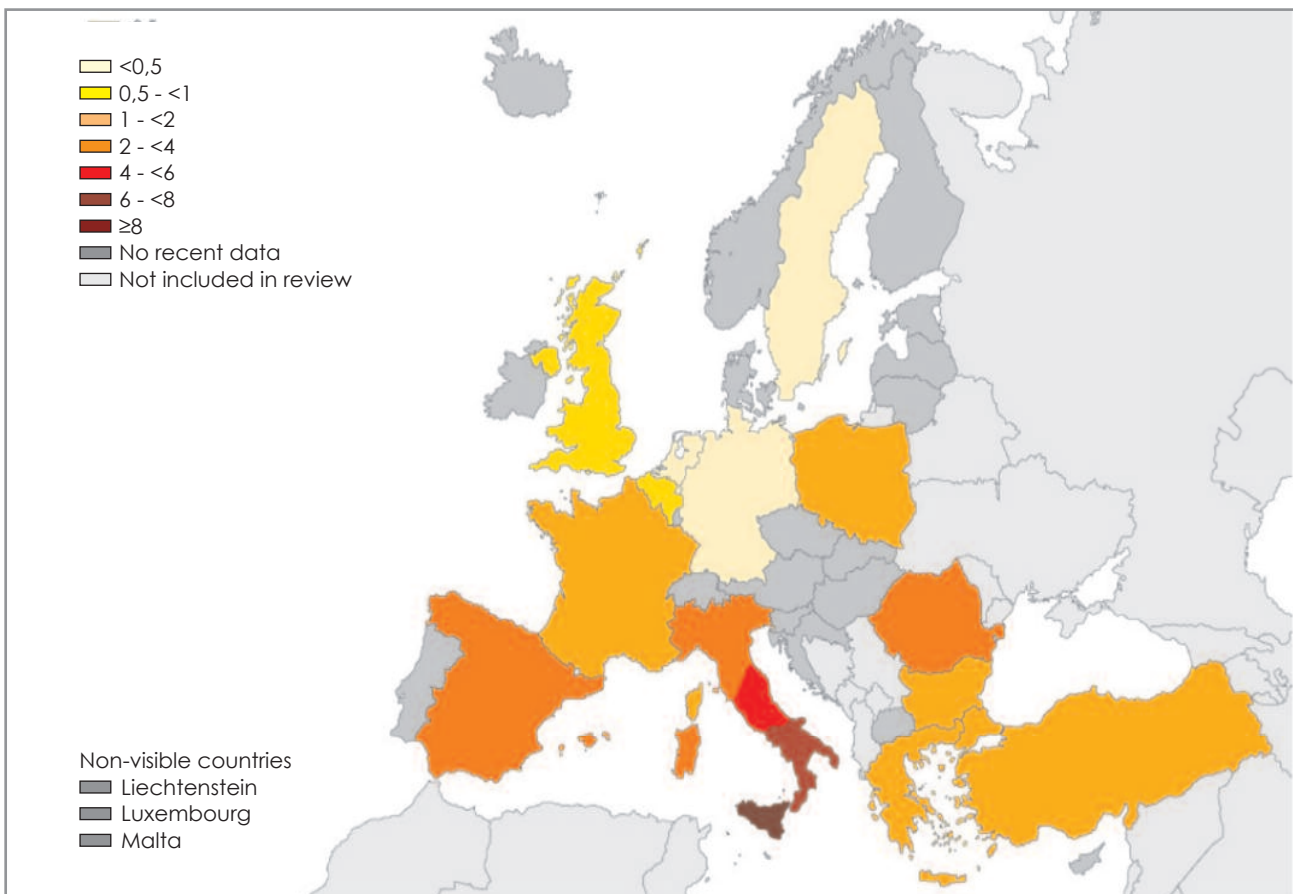 <0,5
0,5 - <1
1 - <2
2 - <4
4 - <6
6 - <8
≥8
No recent data
Not included in review
Non-visible countries
Liechtenstein
Luxembourg
Malta